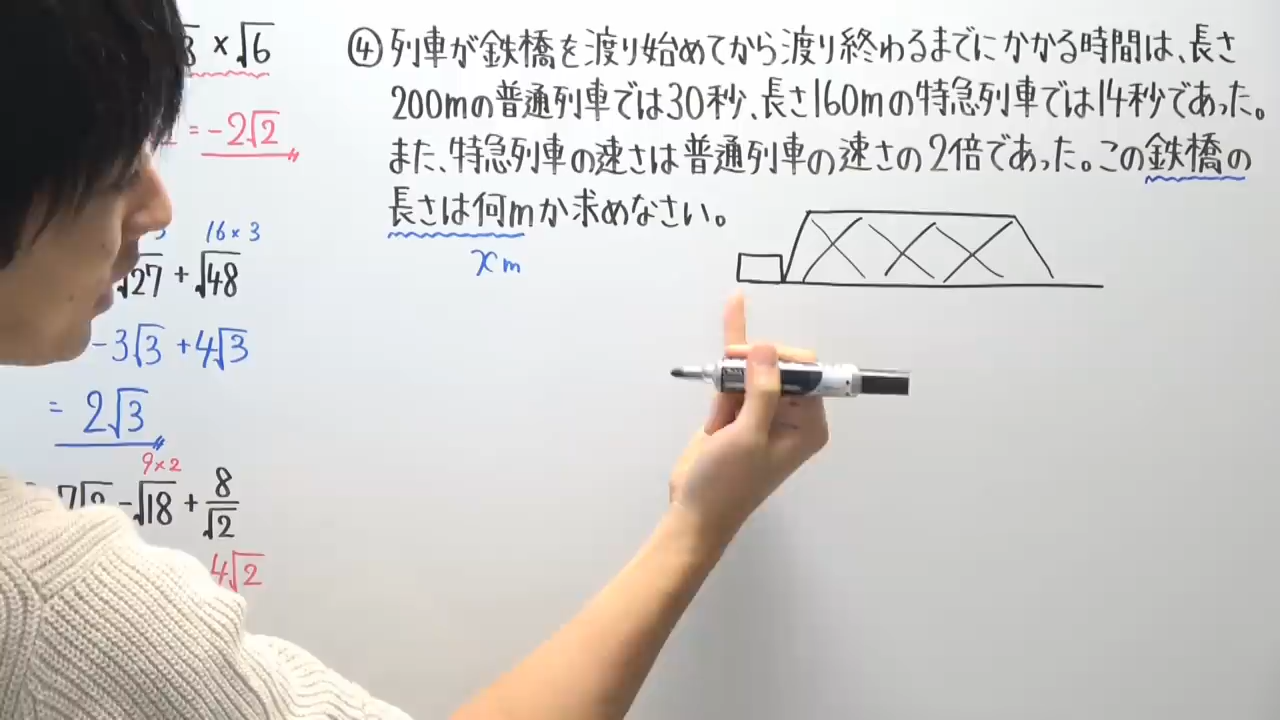 ×√6
= -2√2
16×3
√27 + √48
-3√3 + 4√3
= 2√3
9×2
-√18 + 8/√2
4√2
④ 列車が鉄橋を渡り始めてから渡り終わるまでにかかる時間は、長さ
200mの普通列車では30秒、長さ160mの特急列車では14秒であった。
また、特急列車の速さは普通列車の速さの2倍であった。この鉄橋の
長さは何mか求めなさい。
xm